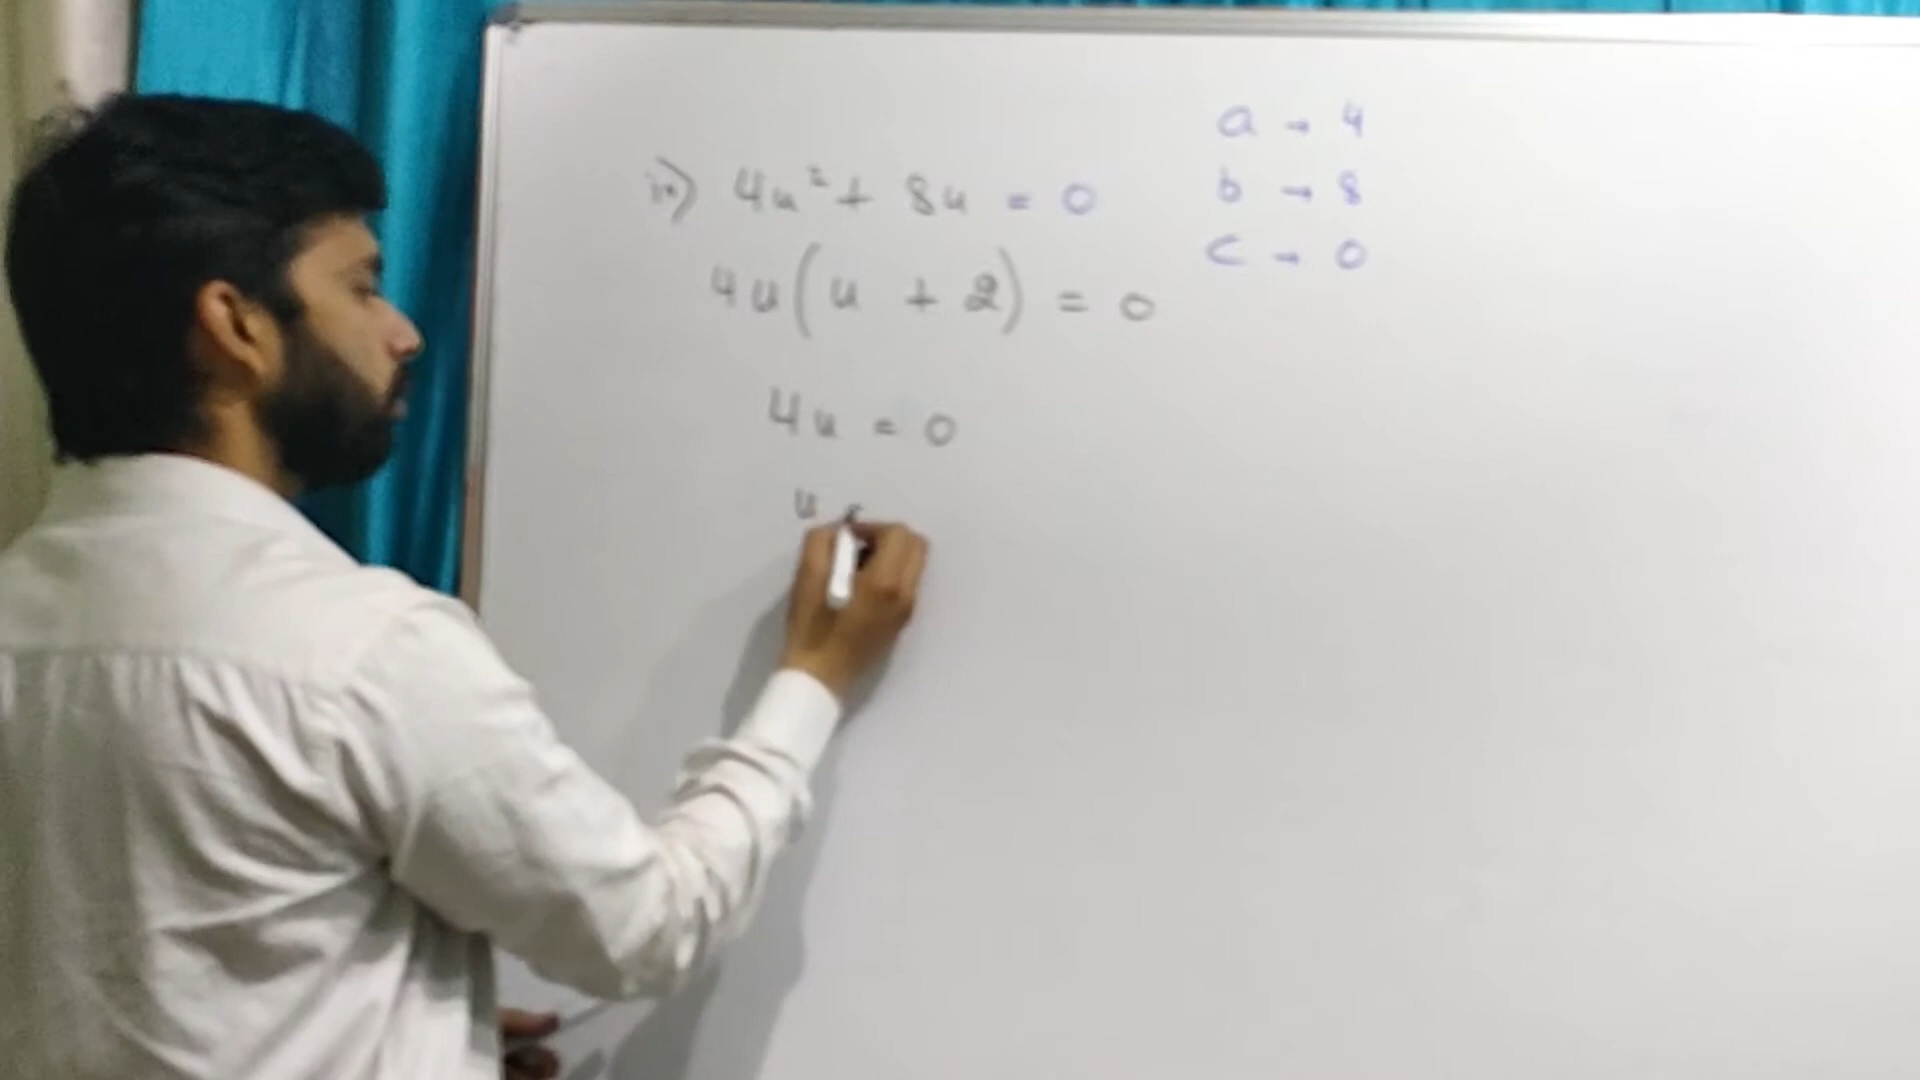 iv) 4u² + 8u = 0
4u(u + 2) = 0
4u = 0
u =
a → 4
b → 8
c → 0